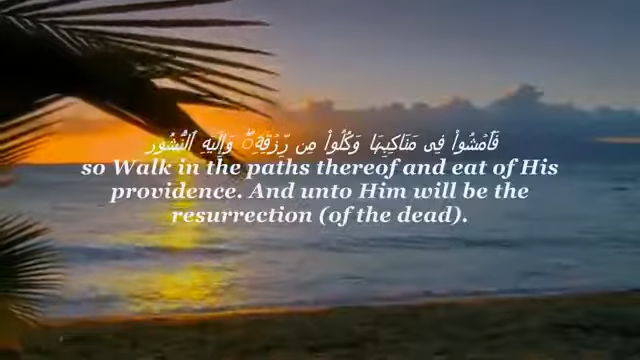 فَٱمْشُوا۟ فِى مَنَاكِبِهَا وَكُلُوا۟ مِن رِّزْقِهِۦ ۖ وَإِلَيْهِ ٱلنُّشُورُ
so Walk in the paths thereof and eat of His
providence. And unto Him will be the
resurrection (of the dead).